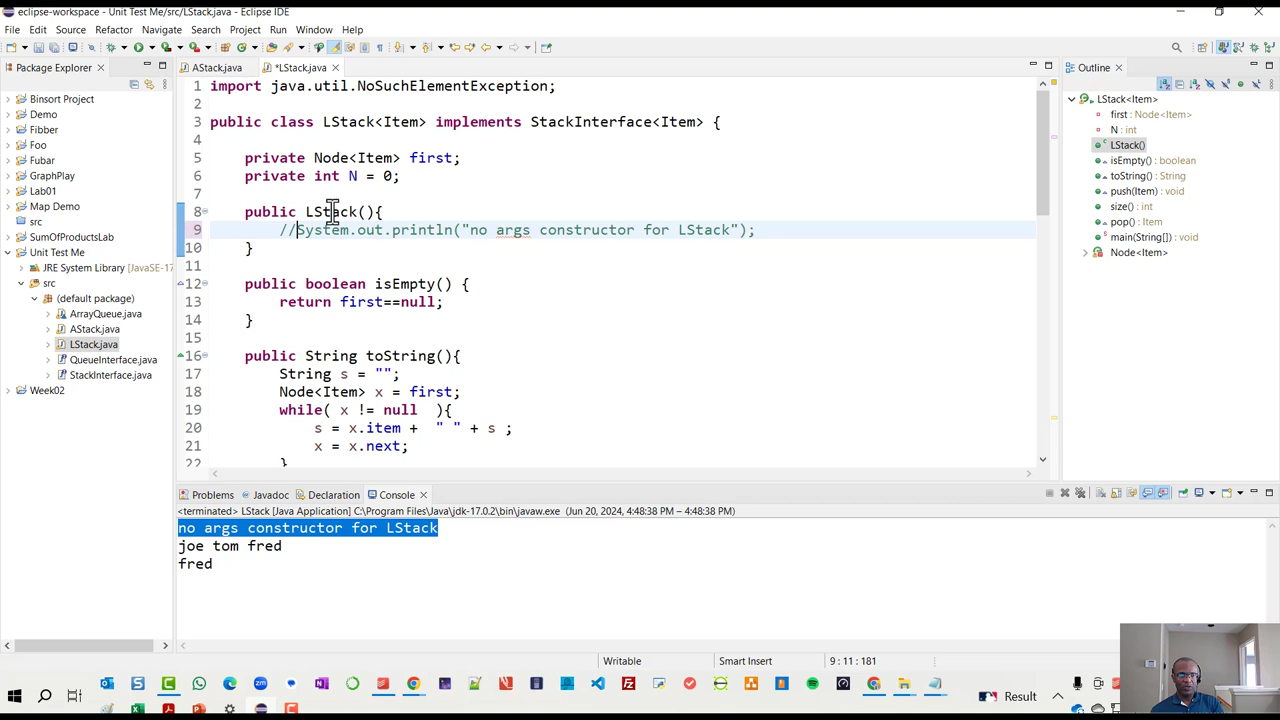 eclipse-workspace - Unit Test Me/src/LStack.java - Eclipse IDE
File Edit Source Refactor Navigate Search Project Run Window Help
Package Explorer
Binsort Project
Demo
Fibber
Foo
Fubar
GraphPlay
Lab01
Map Demo
src
SumOfProductsLab
Unit Test Me
JRE System Library [JavaSE-17
src
(default package)
ArrayQueue.java
AStack.java
LStack.java
QueueInterface.java
StackInterface.java
Week02
AStack.java *LStack.java
1 import java.util.NoSuchElementException;
2
3 public class LStack<Item> implements StackInterface<Item> {
4
5 private Node<Item> first;
6 private int N = 0;
7
8 public LStack(){
9 //System.out.println("no args constructor for LStack");
10 }
11
12 public boolean isEmpty() {
13 return first==null;
14 }
15
16 public String toString(){
17 String s = "";
18 Node<Item> x = first;
19 while( x != null ){
20 s = x.item + " " + s ;
21 x = x.next;
22 }
Outline
LStack<Item>
first : Node<Item>
N : int
LStack()
isEmpty() : boolean
toString() : String
push(Item) : void
size() : int
pop() : Item
main(String[]) : void
Node<Item>
Problems Javadoc Declaration Console
<terminated> LStack [Java Application] C:\Program Files\Java\jdk-17.0.2\bin\javaw.exe (Jun 20, 2024, 4:48:38 PM – 4:48:38 PM)
no args constructor for LStack
joe tom fred
fred
Writable Smart Insert 9 : 11 : 181
Result